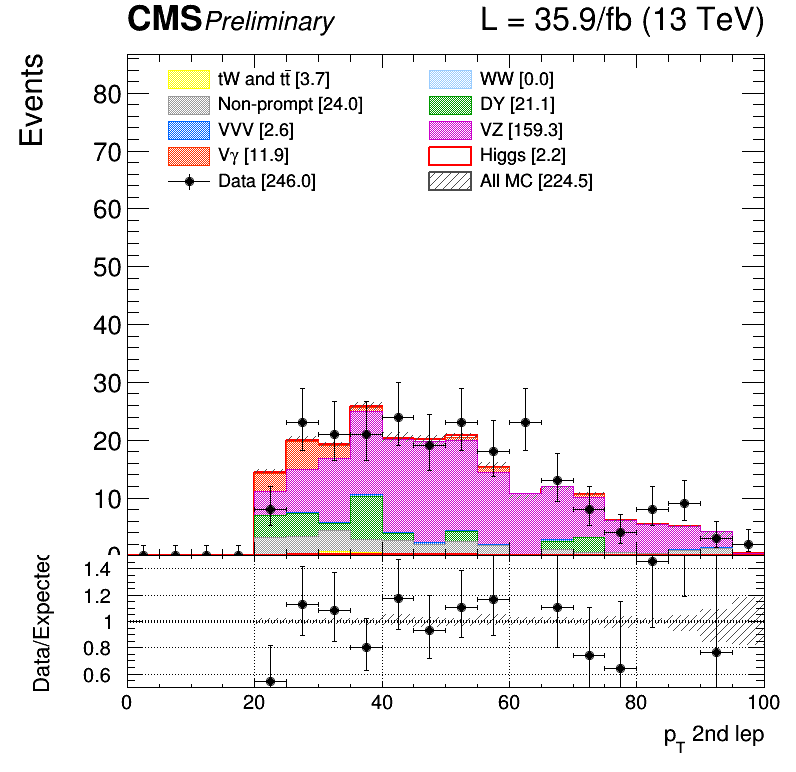 CMS Preliminary L = 35.9/fb (13 TeV)
Events
tW and tt̄ [3.7] WW [0.0]
Non-prompt [24.0] DY [21.1]
VVV [2.6] VZ [159.3]
Vγ [11.9] Higgs [2.2]
Data [246.0] All MC [224.5]
80
70
60
50
40
30
20
10
0
Data/Expected
1.4
1.2
1
0.8
0.6
0 20 40 60 80 100
p_T 2nd lep